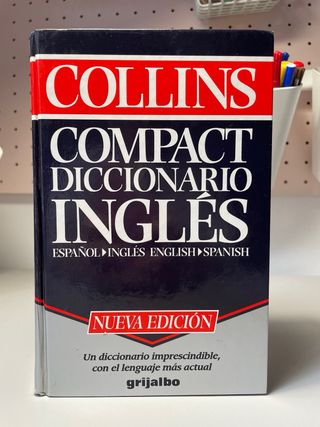 COLLINS
COMPACT
DICCIONARIO
INGLÉS
ESPAÑOL▸INGLÉS ENGLISH▸SPANISH
NUEVA EDICIÓN
Un diccionario imprescindible,
con el lenguaje más actual
grijalbo